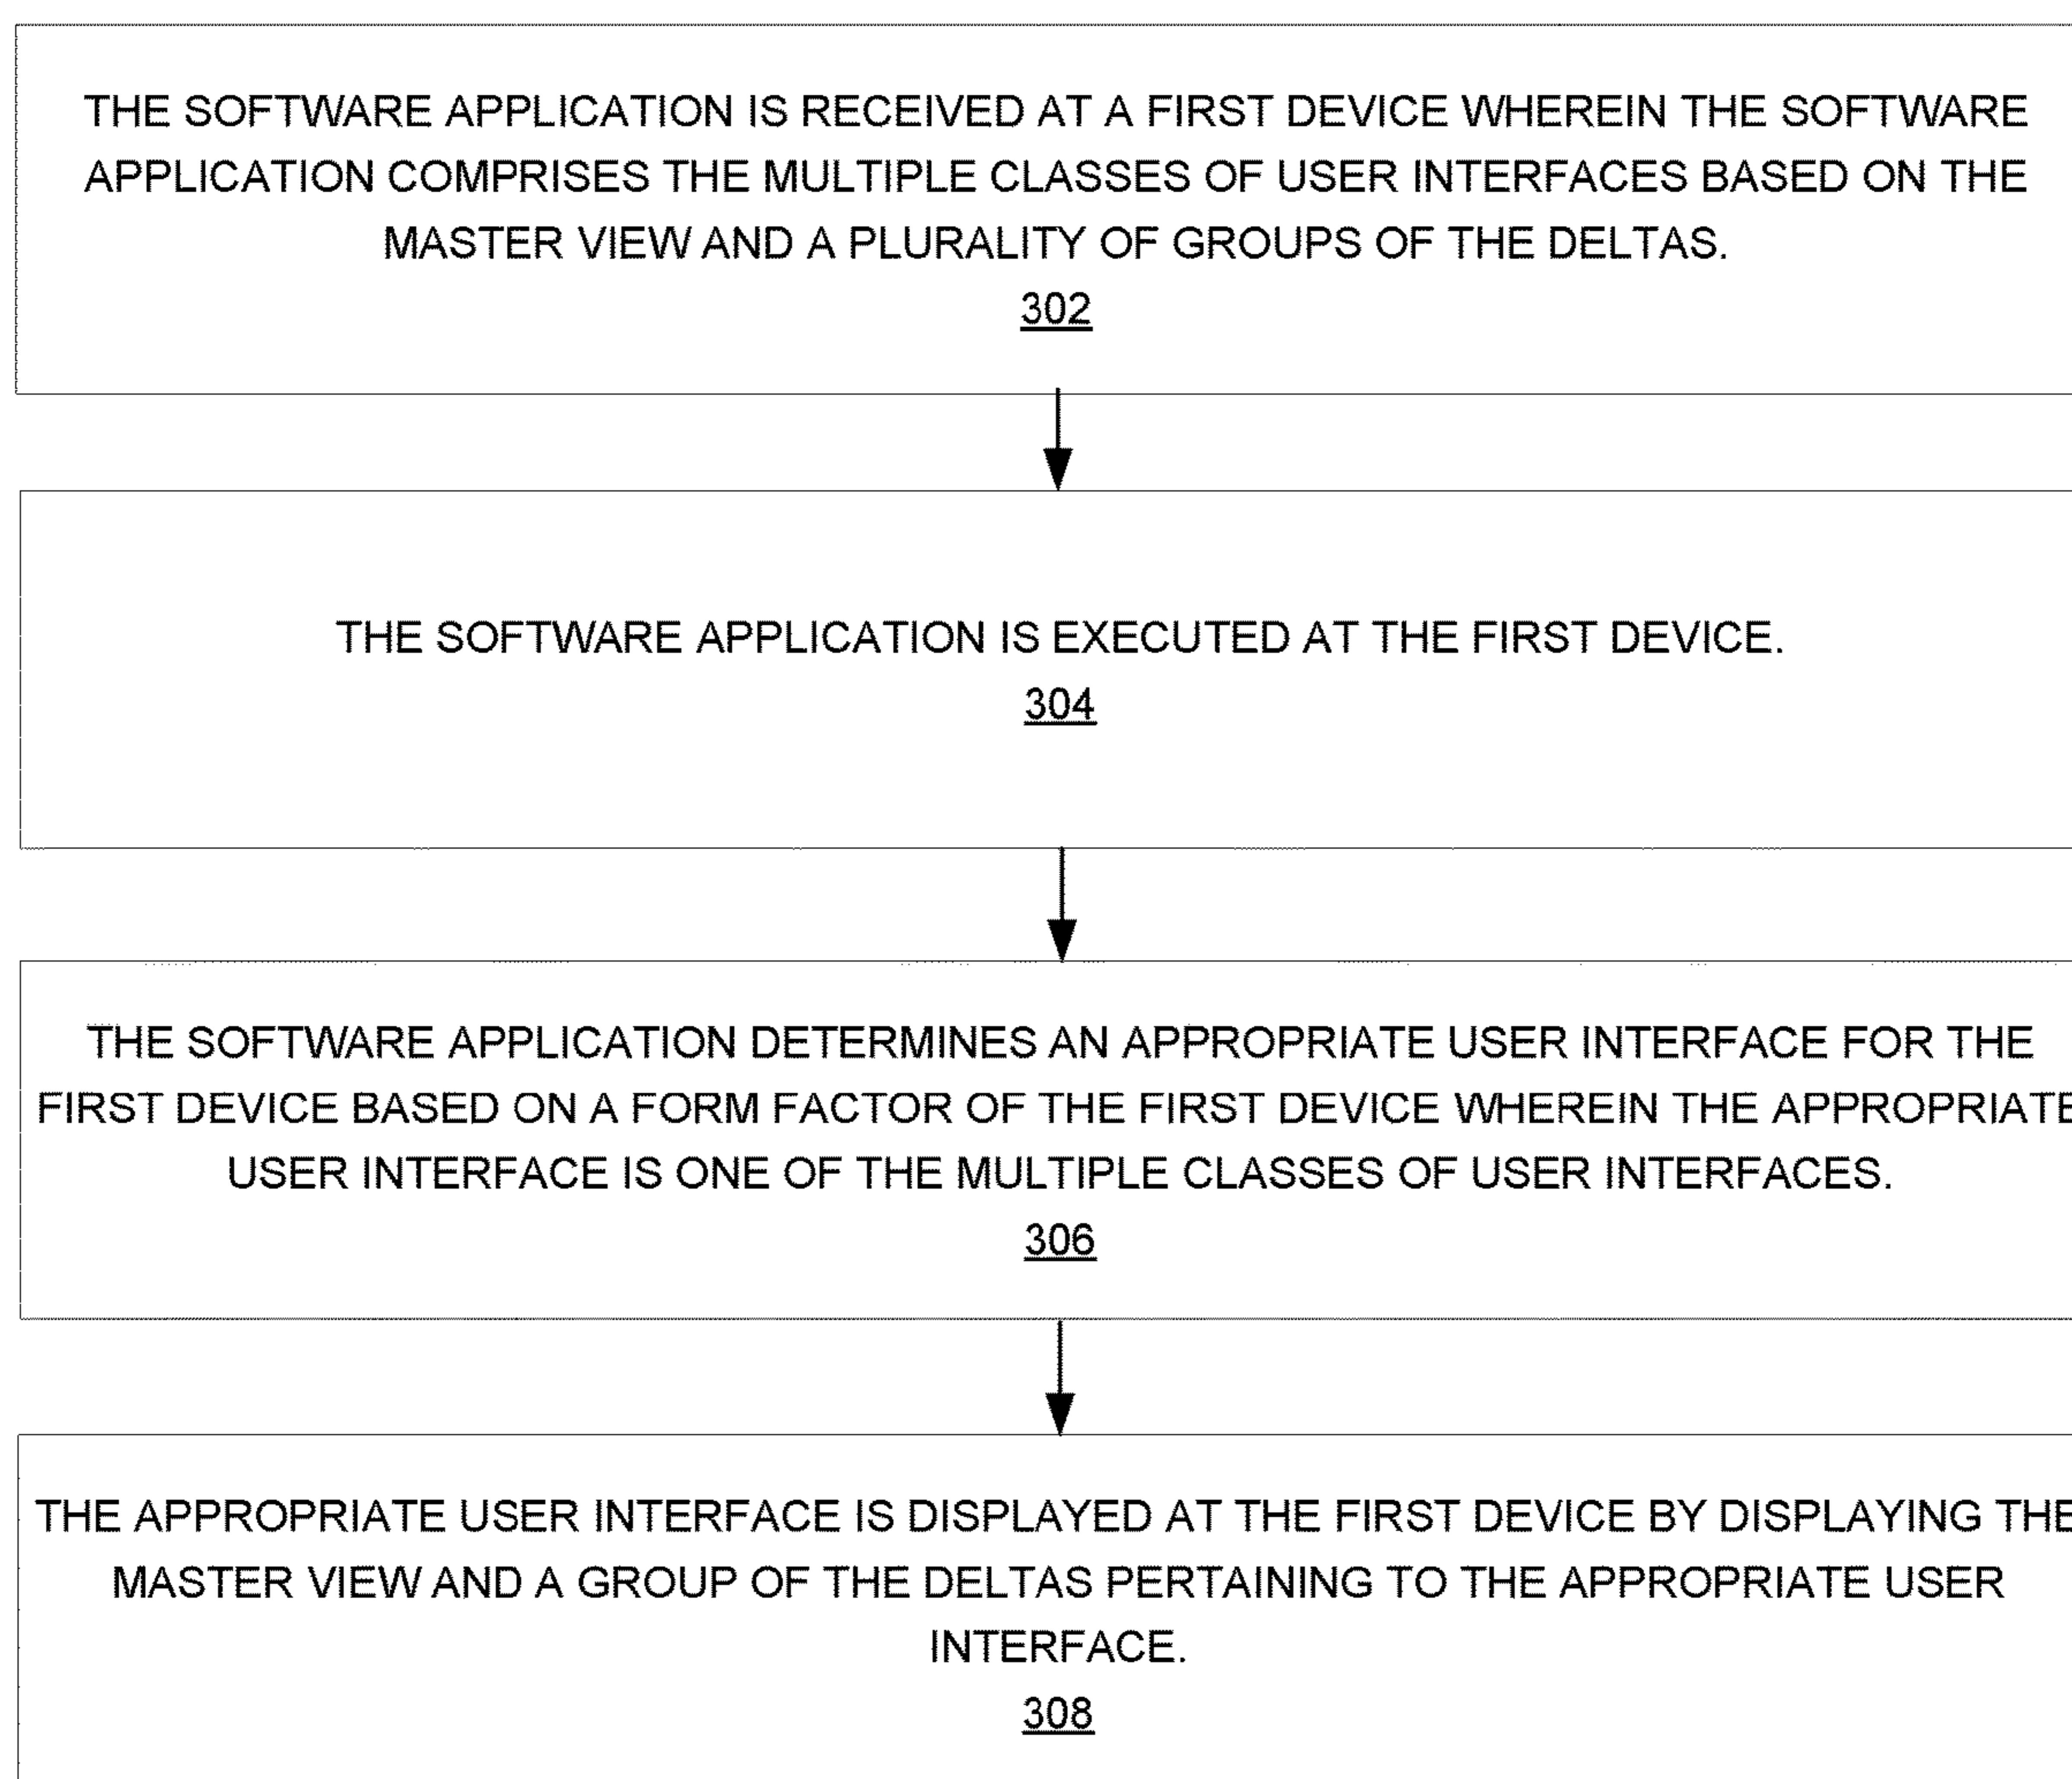 THE SOFTWARE APPLICATION IS RECEIVED AT A FIRST DEVICE WHEREIN THE SOFTWARE
APPLICATION COMPRISES THE MULTIPLE CLASSES OF USER INTERFACES BASED ON THE
MASTER VIEW AND A PLURALITY OF GROUPS OF THE DELTAS.
302
THE SOFTWARE APPLICATION IS EXECUTED AT THE FIRST DEVICE.
304
THE SOFTWARE APPLICATION DETERMINES AN APPROPRIATE USER INTERFACE FOR THE
FIRST DEVICE BASED ON A FORM FACTOR OF THE FIRST DEVICE WHEREIN THE APPROPRIATE
USER INTERFACE IS ONE OF THE MULTIPLE CLASSES OF USER INTERFACES.
306
THE APPROPRIATE USER INTERFACE IS DISPLAYED AT THE FIRST DEVICE BY DISPLAYING THE
MASTER VIEW AND A GROUP OF THE DELTAS PERTAINING TO THE APPROPRIATE USER
INTERFACE.
308